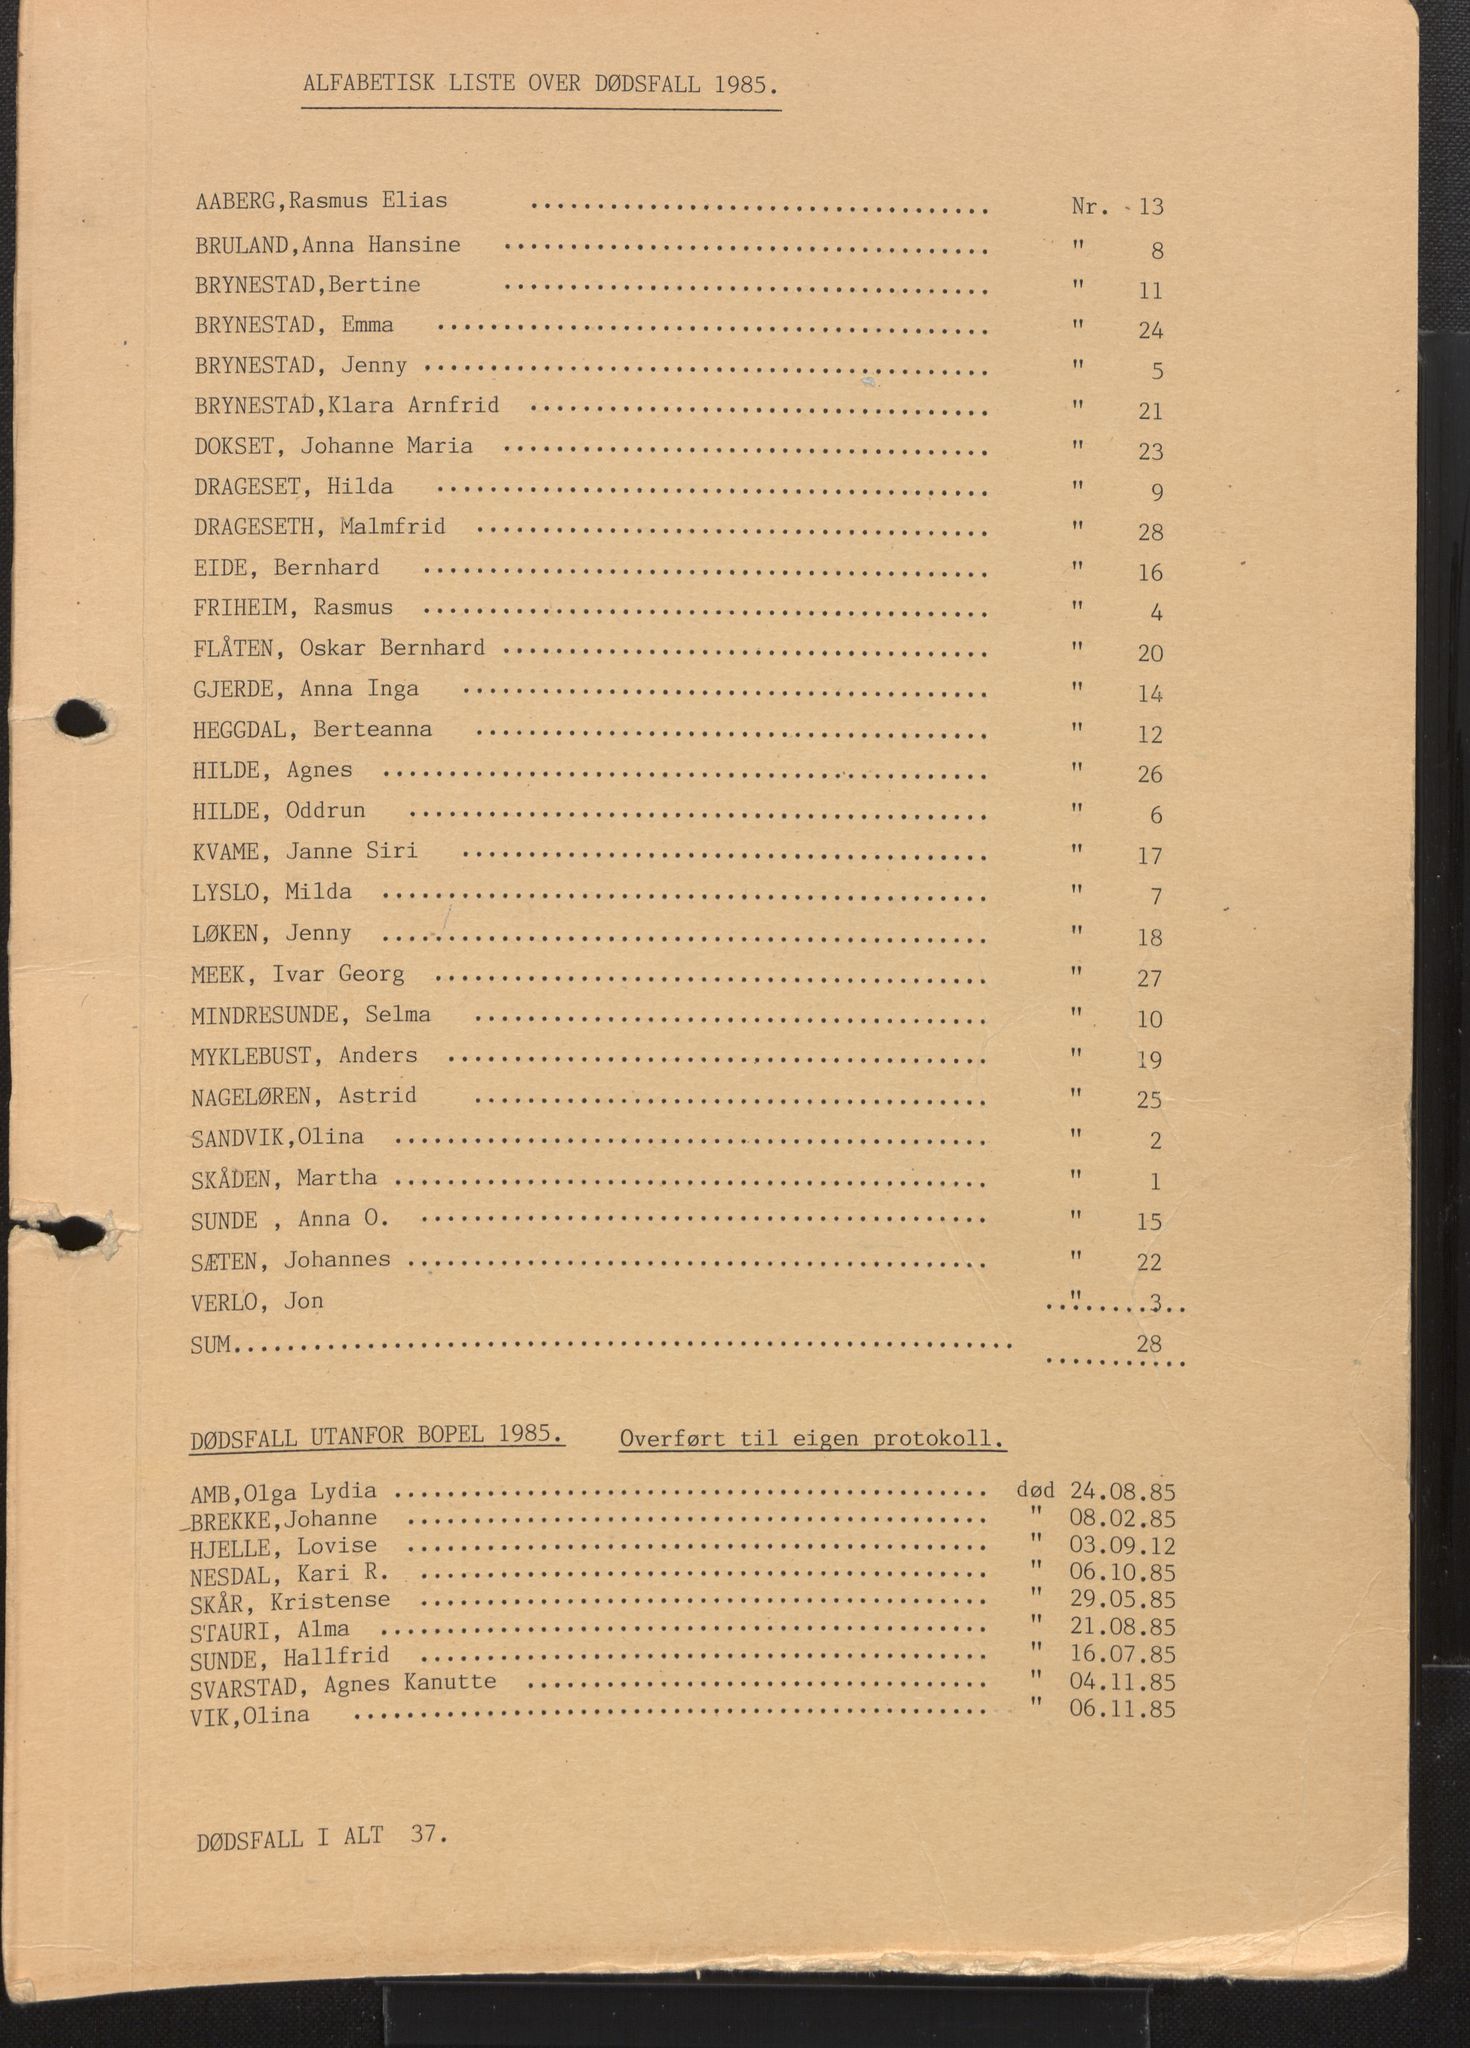 ALFABETISK LISTE OVER DØDSFALL 1985.
AABERG,Rasmus Elias ................................... Nr. 13
BRULAND,Anna Hansine ..................................... " 8
BRYNESTAD,Bertine ..................................... " 11
BRYNESTAD, Emma .......................................... " 24
BRYNESTAD, Jenny ........................................... " 5
BRYNESTAD,Klara Arnfrid ................................... " 21
DOKSET, Johanne Maria ..................................... " 23
DRAGESET, Hilda .......................................... " 9
DRAGESETH, Malmfrid ....................................... " 28
EIDE, Bernhard ........................................... " 16
FRIHEIM, Rasmus ........................................... " 4
FLÅTEN, Oskar Bernhard ..................................... " 20
GJERDE, Anna Inga ........................................ " 14
HEGGDAL, Berteanna ....................................... " 12
HILDE, Agnes .............................................. " 26
HILDE, Oddrun ............................................ " 6
KVAME, Janne Siri ........................................ " 17
LYSLO, Milda .............................................. " 7
LØKEN, Jenny .............................................. " 18
MEEK, Ivar Georg .......................................... " 27
MINDRESUNDE, Selma ....................................... " 10
MYKLEBUST, Anders ......................................... " 19
NAGELØREN, Astrid ....................................... " 25
SANDVIK,Olina ............................................. " 2
SKÅDEN, Martha ............................................. " 1
SUNDE , Anna O. ........................................... " 15
SÆTEN, Johannes ............................................ " 22
VERLO, Jon " 3
SUM........................................................... 28
DØDSFALL UTANFOR BOPEL 1985. Overført til eigen protokoll.
AMB,Olga Lydia ............................................. død 24.08.85
BREKKE,Johanne ............................................ " 08.02.85
HJELLE, Lovise ............................................ " 03.09.12
NESDAL, Kari R. ........................................... " 06.10.85
SKÅR, Kristense ........................................... " 29.05.85
STAURI, Alma .............................................. " 21.08.85
SUNDE, Hallfrid ........................................... " 16.07.85
SVARSTAD, Agnes Kanutte ................................... " 04.11.85
VIK,Olina ................................................ " 06.11.85
DØDSFALL I ALT 37.